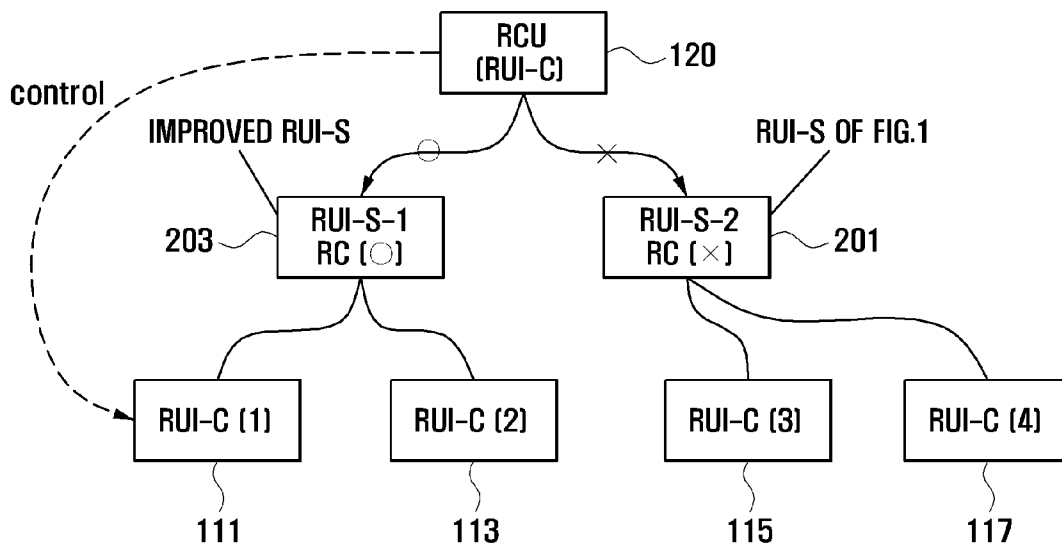 RCU
(RUI-C)
120
control
IMPROVED RUI-S
RUI-S OF FIG.1
RUI-S-1
RC (○)
203
RUI-S-2
RC (×)
201
RUI-C (1)
RUI-C (2)
RUI-C (3)
RUI-C (4)
111
113
115
117